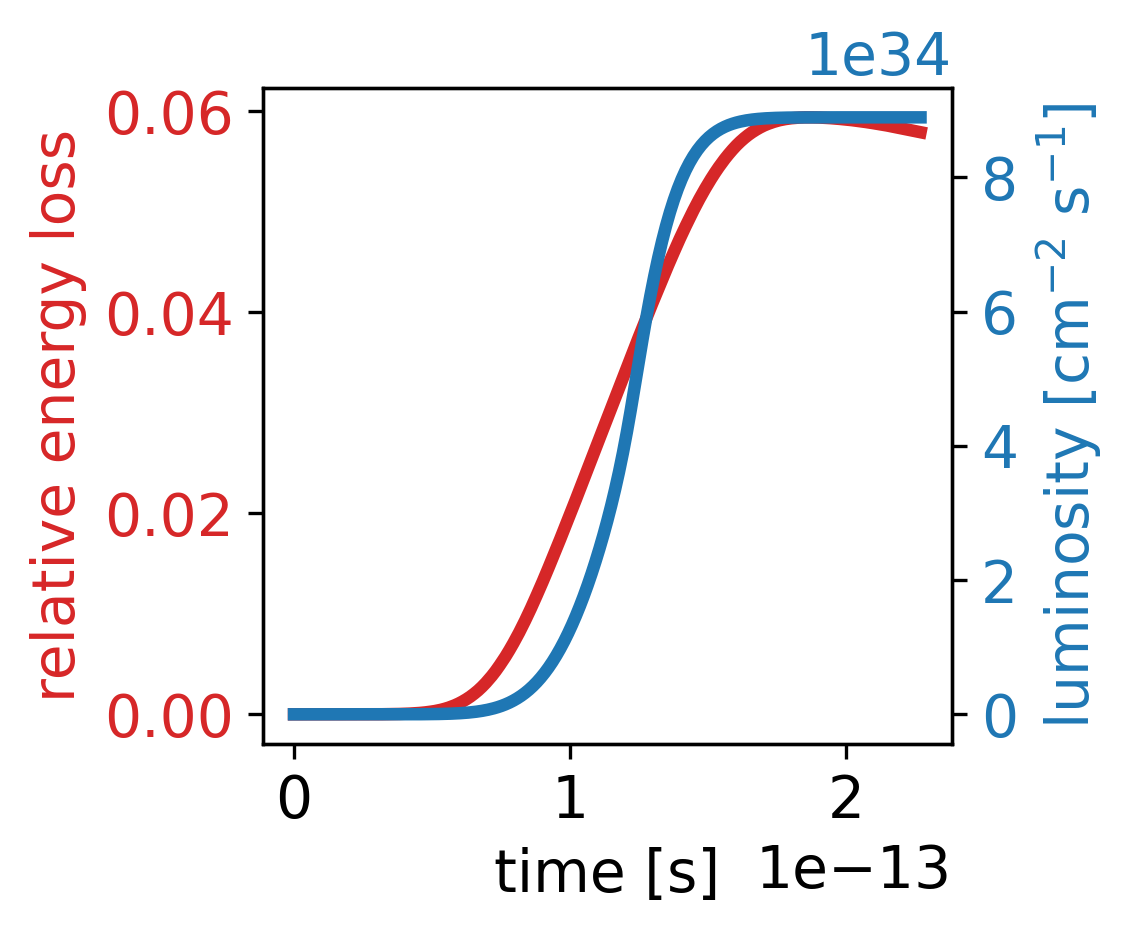 1e34
0.06
0.04
0.02
0.00
relative energy loss
8
6
4
2
0
luminosity [cm⁻² s⁻¹]
0 1 2
time [s] 1e−13